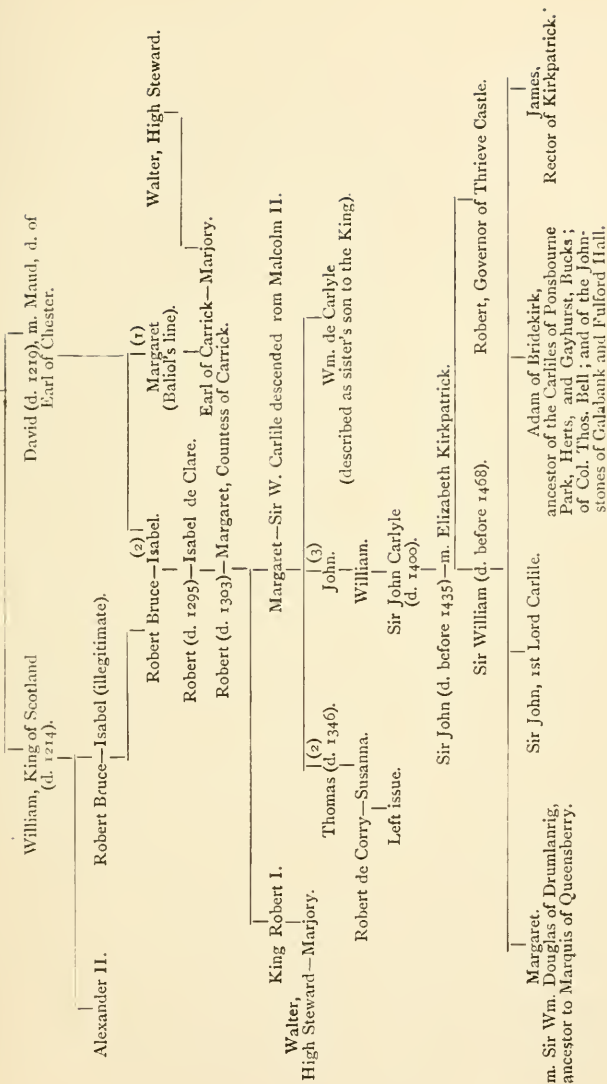 William, King of Scotland
(d. 1214).
David (d. 1219), m. Maud, d. of
Earl of Chester.
Alexander II.
Robert Bruce—Isabel (illegitimate).
(2)
Robert Bruce—Isabel.
(1)
Margaret
(Baliol's line).
Walter, High Steward.
Robert (d. 1295)—Isabel de Clare.
Earl of Carrick—Marjory.
Robert (d. 1303)—Margaret, Countess of Carrick.
King Robert I.
Margaret—Sir W. Carlile descended rom Malcolm II.
Walter,
High Steward—Marjory.
(2)
Thomas (d. 1346).
(3)
John.
Wm. de Carlyle
(described as sister's son to the King).
Robert de Corry—Susanna.
William.
Left issue.
Sir John Carlyle
(d. 1400).
Sir John (d. before 1435)—m. Elizabeth Kirkpatrick.
Sir William (d. before 1468).
Robert, Governor of Thrieve Castle.
Margaret.
m. Sir Wm. Douglas of Drumlanrig,
ancestor to Marquis of Queensberry.
Sir John, 1st Lord Carlile.
Adam of Bridekirk,
ancestor of the Carliles of Ponsbourne
Park, Herts, and Gayhurst, Bucks;
of Col. Thos. Bell; and of the John-
stones of Galabank and Fulford Hall.
James,
Rector of Kirkpatrick.